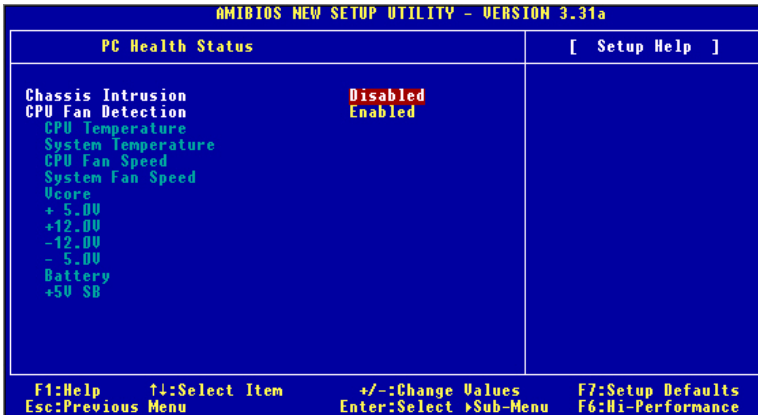 AMIBIOS NEW SETUP UTILITY - VERSION 3.31a
PC Health Status [ Setup Help ]
Chassis Intrusion Disabled
CPU Fan Detection Enabled
CPU Temperature
System Temperature
CPU Fan Speed
System Fan Speed
Vcore
+ 5.0V
+12.0V
-12.0V
- 5.0V
Battery
+5V SB
F1:Help ↑↓:Select Item +/-:Change Values F7:Setup Defaults
Esc:Previous Menu Enter:Select ▸Sub-Menu F6:Hi-Performance